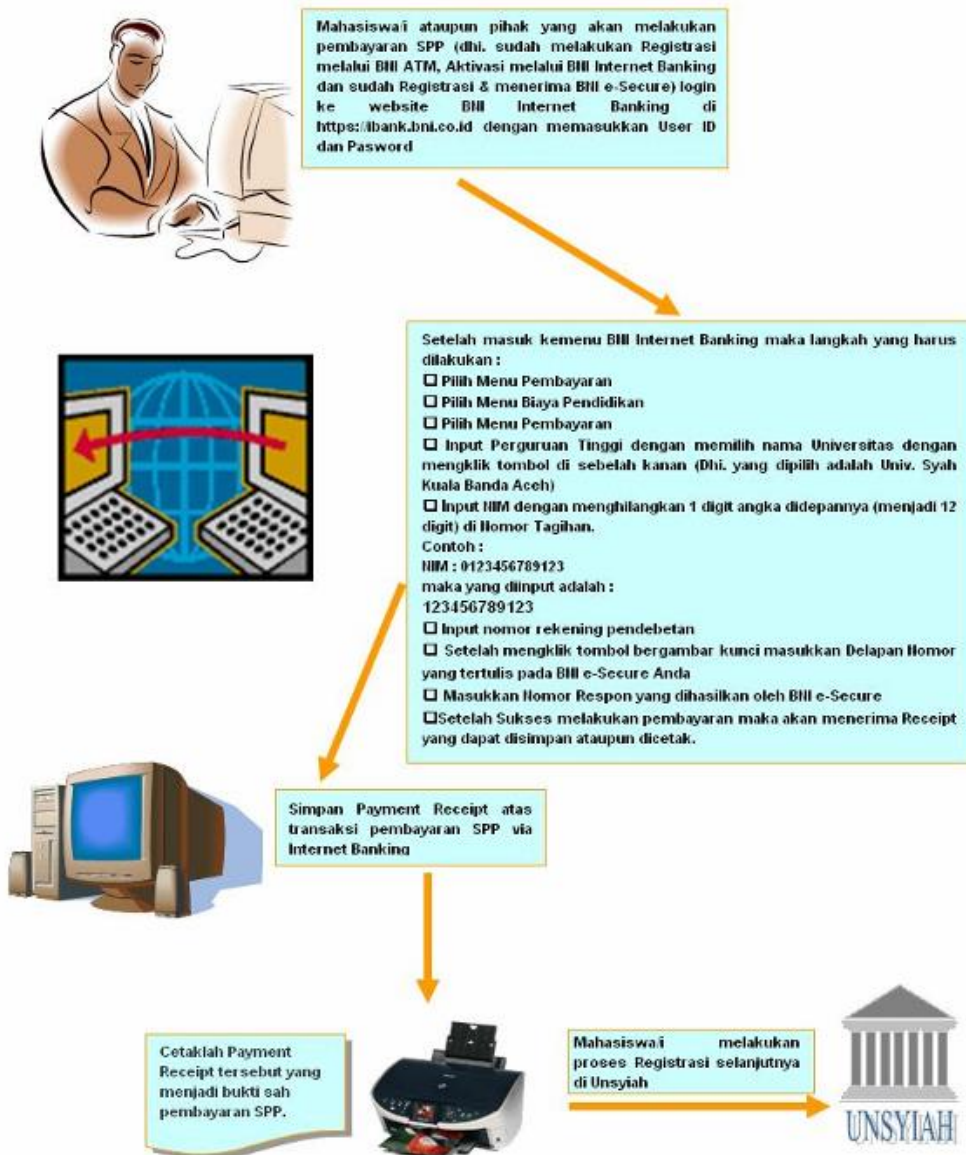 Mahasiswa/i ataupun pihak yang akan melakukan
pembayaran SPP (dhi. sudah melakukan Registrasi
melalui BNI ATM, Aktivasi melalui BNI Internet Banking
dan sudah Registrasi & menerima BNI e-Secure) login
ke website BNI Internet Banking di
https://ibank.bni.co.id dengan memasukkan User ID
dan Pasword
Setelah masuk kemenu BNI Internet Banking maka langkah yang harus
dilakukan :
❑ Pilih Menu Pembayaran
❑ Pilih Menu Biaya Pendidikan
❑ Pilih Menu Pembayaran
❑ Input Perguruan Tinggi dengan memilih nama Universitas dengan
mengklik tombol di sebelah kanan (Dhi. yang dipilih adalah Univ. Syah
Kuala Banda Aceh)
❑ Input NIM dengan menghilangkan 1 digit angka didepannya (menjadi 12
digit) di Nomor Tagihan.
Contoh :
NIM : 0123456789123
maka yang diinput adalah :
123456789123
❑ Input nomor rekening pendebetan
❑ Setelah mengklik tombol bergambar kunci masukkan Delapan Nomor
yang tertulis pada BNI e-Secure Anda
❑ Masukkan Nomor Respon yang dihasilkan oleh BNI e-Secure
❑Setelah Sukses melakukan pembayaran maka akan menerima Receipt
yang dapat disimpan ataupun dicetak.
Simpan Payment Receipt atas
transaksi pembayaran SPP via
Internet Banking
Cetaklah Payment
Receipt tersebut yang
menjadi bukti sah
pembayaran SPP.
Mahasiswa/i melakukan
proses Registrasi selanjutnya
di Unsyiah
UNSYIAH